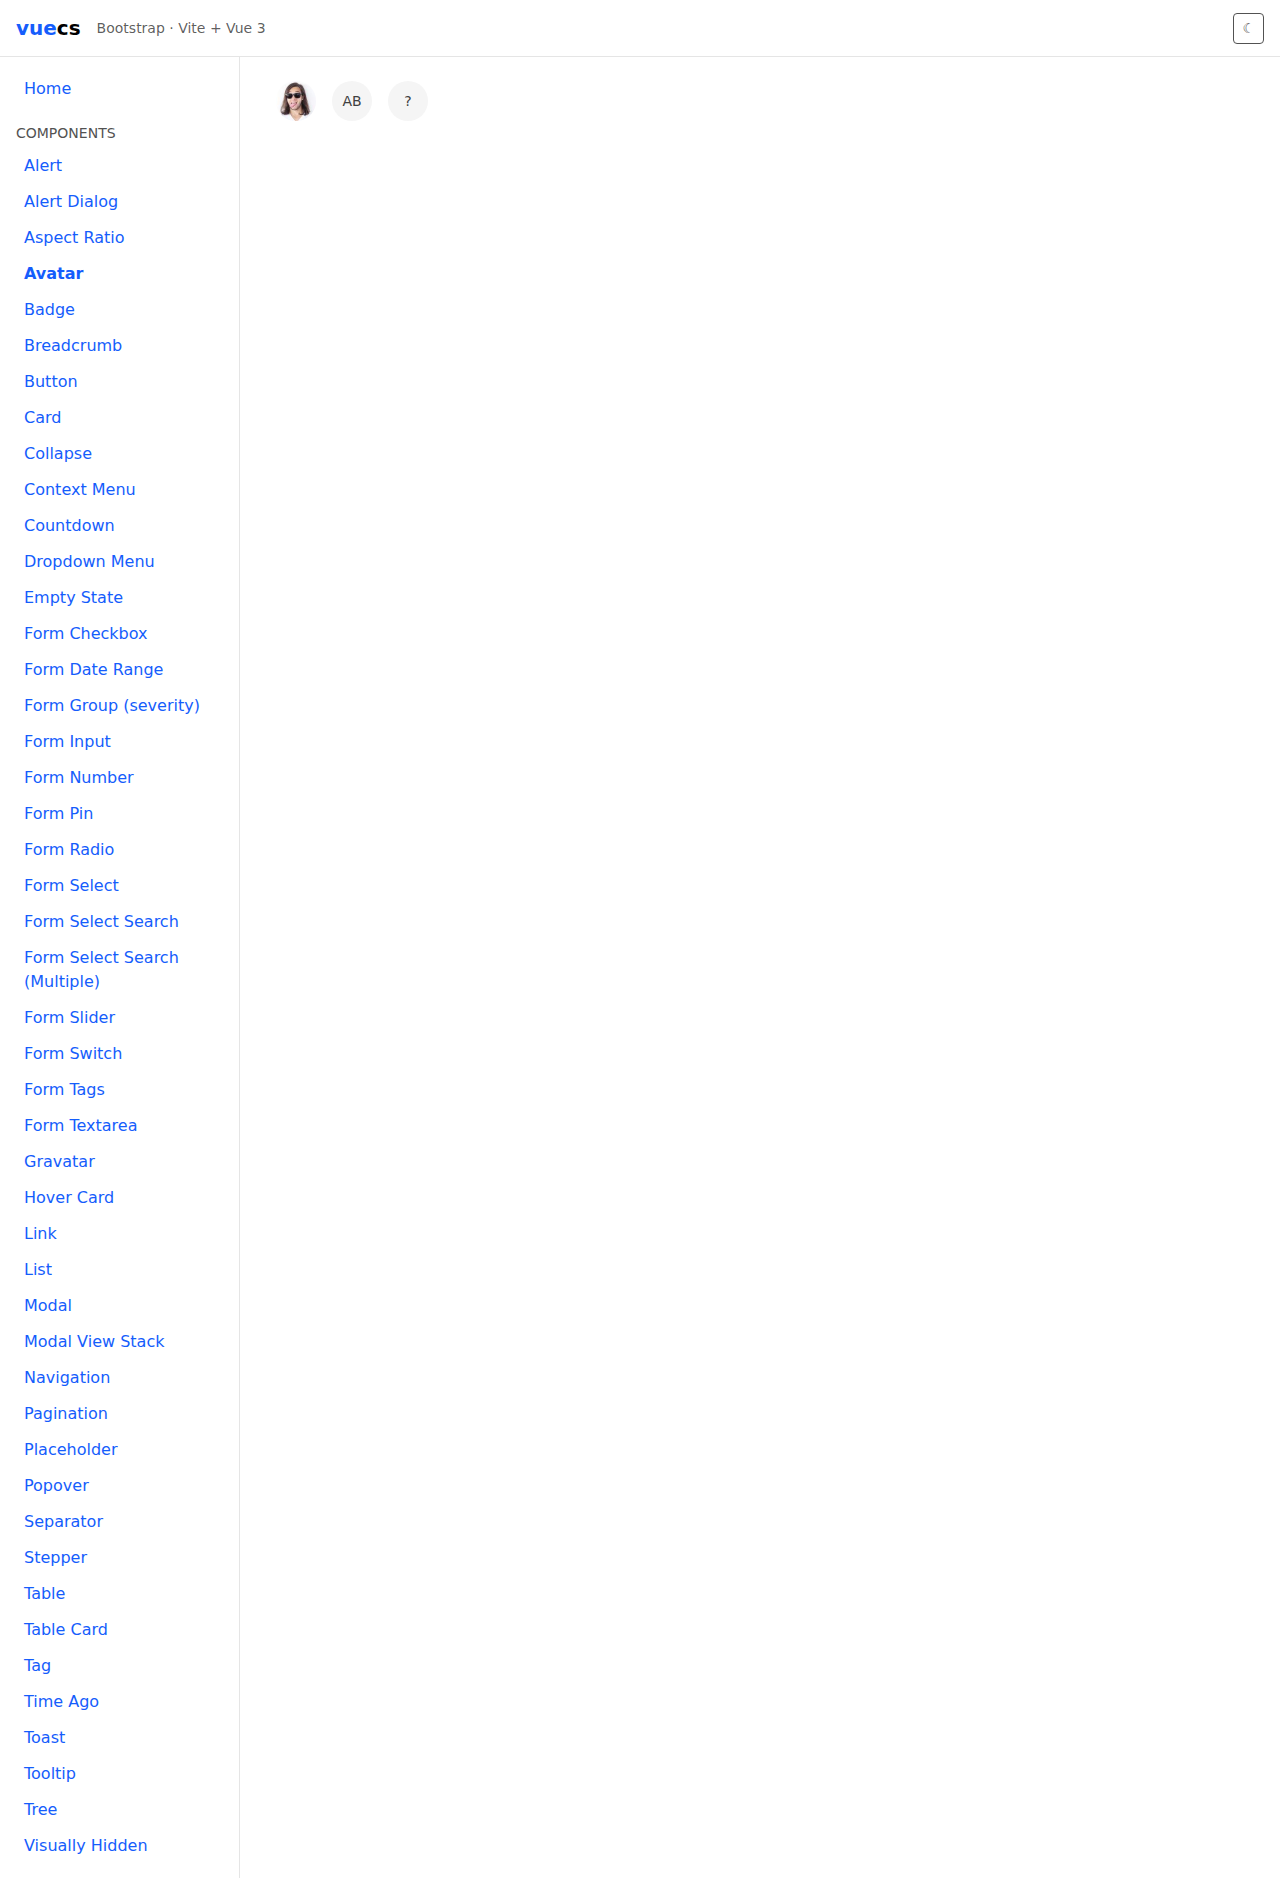 vuecs Bootstrap · Vite + Vue 3 ☾
Home
AB ?
COMPONENTS
Alert
Alert Dialog
Aspect Ratio
Avatar
Badge
Breadcrumb
Button
Card
Collapse
Context Menu
Countdown
Dropdown Menu
Empty State
Form Checkbox
Form Date Range
Form Group (severity)
Form Input
Form Number
Form Pin
Form Radio
Form Select
Form Select Search
Form Select Search
(Multiple)
Form Slider
Form Switch
Form Tags
Form Textarea
Gravatar
Hover Card
Link
List
Modal
Modal View Stack
Navigation
Pagination
Placeholder
Popover
Separator
Stepper
Table
Table Card
Tag
Time Ago
Toast
Tooltip
Tree
Visually Hidden